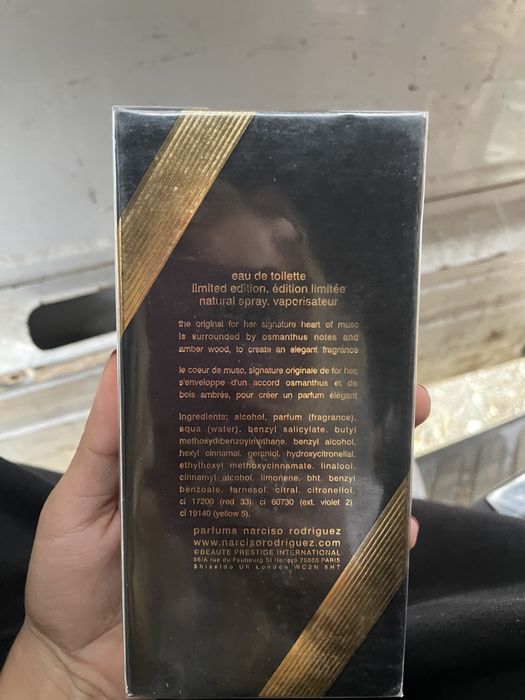 eau de toilette
limited edition. édition limitée
natural spray. vaporisateur
the original for her signature heart of musc
is surrounded by osmanthus notes and
amber wood, to create an elegant fragrance
le coeur de musc, signature originale de for her,
s'enveloppe d'un accord osmanthus et de
bois ambrés, pour créer un parfum élégant
Ingredients: alcohol, parfum (fragrance),
aqua (water), benzyl salicylate. butyl
methoxydibenzoylmethane. benzyl alcohol.
hexyl cinnamal. geraniol. hydroxycitronellal.
ethylhexyl methoxycinnamate. linalool.
cinnamyl alcohol, limonene. bht. benzyl
benzoate. farnesol. citral. citronellol.
ci 17200 (red 33). ci 60730 (ext. violet 2)
ci 19140 (yellow 5).
parfums narciso rodriguez
www.narcisorodriguez.com
©BEAUTE PRESTIGE INTERNATIONAL
56/A rue du Faubourg St Honoré 75008 PARIS
Shiseido UK London WC2N 6HT